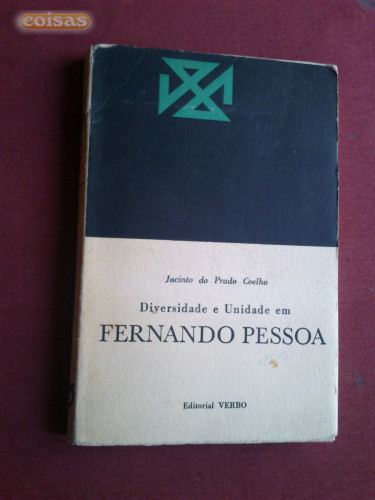 coisas
Jacinto do Prado Coelho
Diversidade e Unidade em
FERNANDO PESSOA
Editorial VERBO